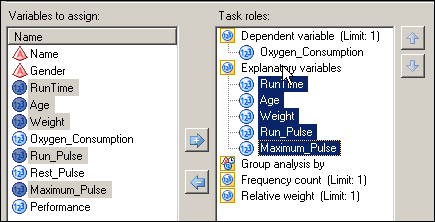 Variables to assign:
Name
Name
Gender
RunTime
Age
Weight
Oxygen_Consumption
Run_Pulse
Rest_Pulse
Maximum_Pulse
Performance
Task roles:
Dependent variable (Limit: 1)
Oxygen_Consumption
Explanatory variables
RunTime
Age
Weight
Run_Pulse
Maximum_Pulse
Group analysis by
Frequency count (Limit: 1)
Relative weight (Limit: 1)